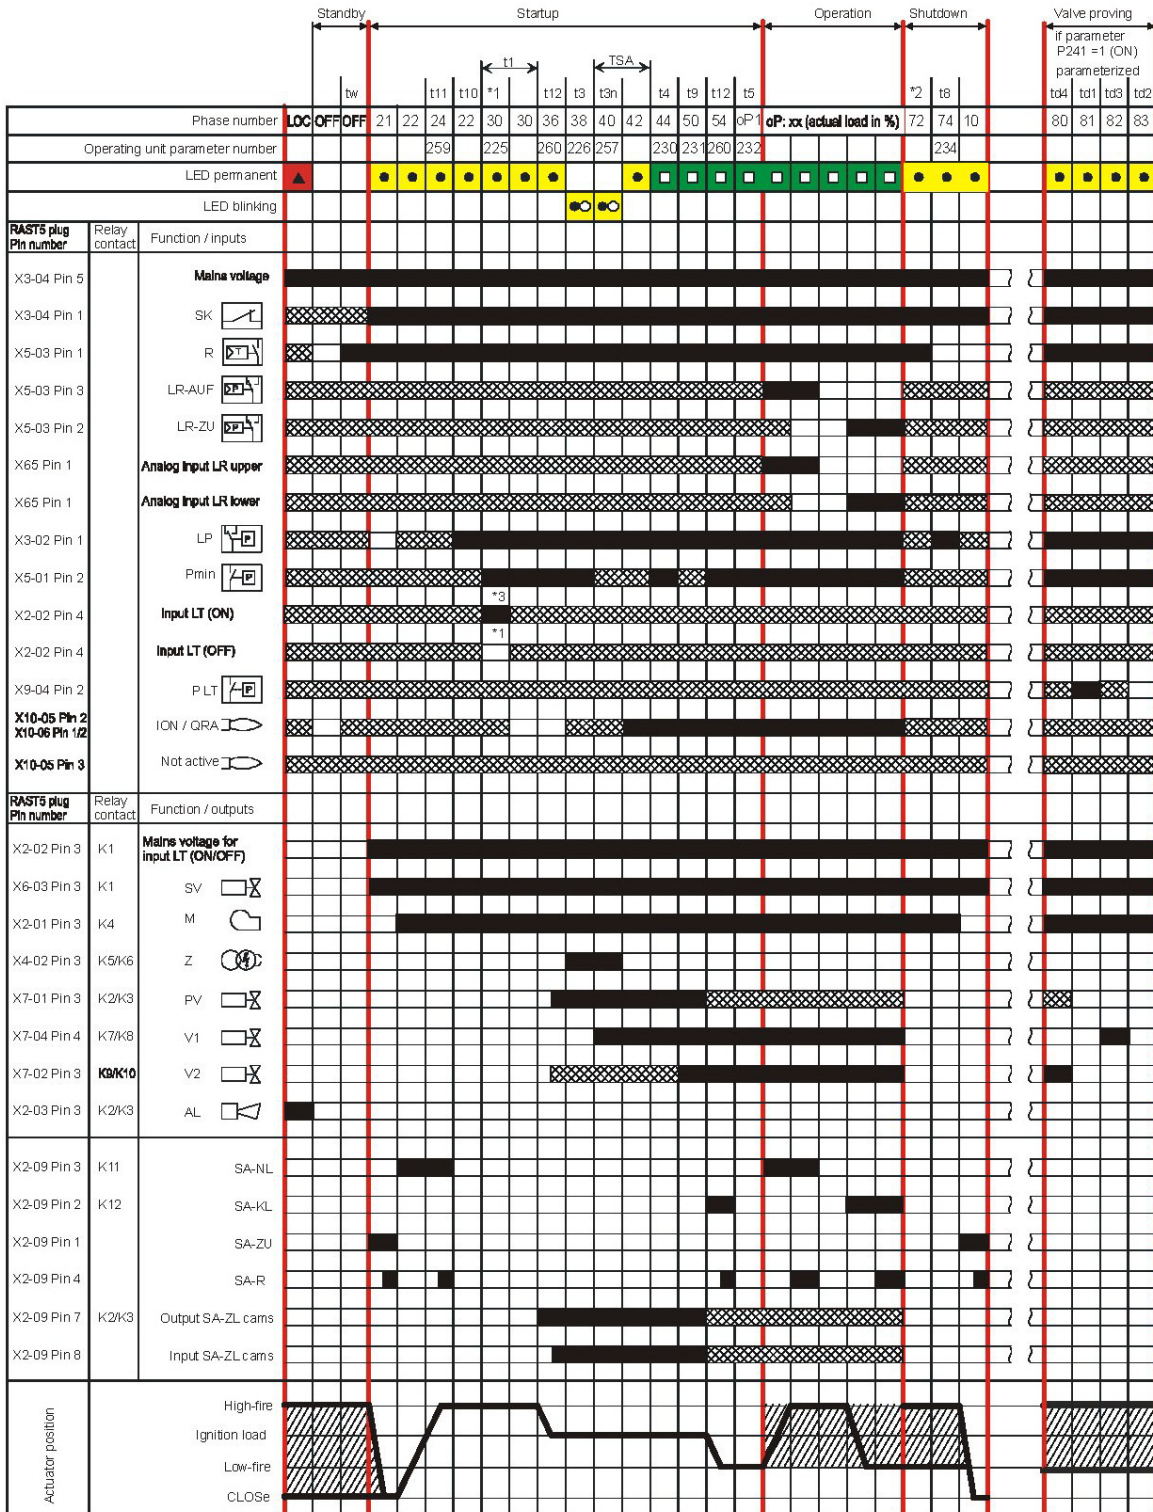 Standby Startup Operation Shutdown Valve proving
if parameter
P241 =1 (ON)
parameterized
t1 TSA
tw t11 t10 *1 t12 t3 t3n t4 t9 t12 t5 *2 t8 td4 td1 td3 td2
Phase number LOC OFF OFF 21 22 24 22 30 30 36 38 40 42 44 50 54 oP1 oP: xx (actual load in %) 72 74 10 80 81 82 83
Operating unit parameter number 259 225 260 226 257 230 231 260 232 234
LED permanent
LED blinking
RAST5 plug Pin number Relay contact Function / inputs
X3-04 Pin 5 Mains voltage
X3-04 Pin 1 SK
X5-03 Pin 1 R T
X5-03 Pin 3 LR-AUF P
X5-03 Pin 2 LR-ZU P
X65 Pin 1 Analog input LR upper
X65 Pin 1 Analog input LR lower
X3-02 Pin 1 LP P
X5-01 Pin 2 Pmin P
*3
X2-02 Pin 4 Input LT (ON)
*1
X2-02 Pin 4 Input LT (OFF)
X9-04 Pin 2 P LT P
X10-05 Pin 2
X10-06 Pin 1/2 ION / QRA
X10-05 Pin 3 Not active
RAST5 plug Pin number Relay contact Function / outputs
X2-02 Pin 3 K1 Mains voltage for input LT (ON/OFF)
X6-03 Pin 3 K1 SV
X2-01 Pin 3 K4 M
X4-02 Pin 3 K5/K6 Z
X7-01 Pin 3 K2/K3 PV
X7-04 Pin 4 K7/K8 V1
X7-02 Pin 3 K9/K10 V2
X2-03 Pin 3 K2/K3 AL
X2-09 Pin 3 K11 SA-NL
X2-09 Pin 2 K12 SA-KL
X2-09 Pin 1 SA-ZU
X2-09 Pin 4 SA-R
X2-09 Pin 7 K2/K3 Output SA-ZL cams
X2-09 Pin 8 Input SA-ZL cams
Actuator position
High-fire
Ignition load
Low-fire
CLOSe